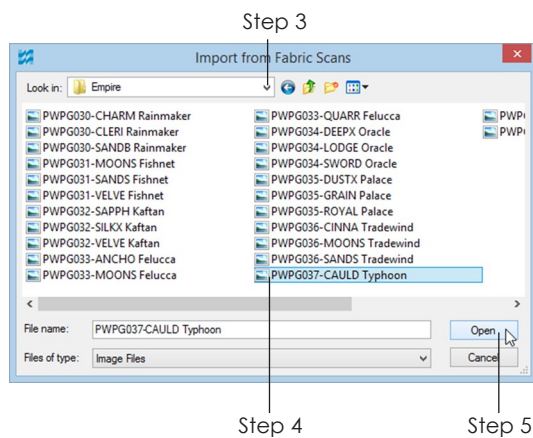 Step 3
Import from Fabric Scans
Look in: Empire
PWPG030-CHARM Rainmaker
PWPG030-CLERI Rainmaker
PWPG030-SANDB Rainmaker
PWPG031-MOONS Fishnet
PWPG031-SANDS Fishnet
PWPG031-VELVE Fishnet
PWPG032-SAPPH Kaftan
PWPG032-SILKX Kaftan
PWPG032-VELVE Kaftan
PWPG033-ANCHO Felucca
PWPG033-MOONS Felucca
PWPG033-QUARR Felucca
PWPG034-DEEPX Oracle
PWPG034-LODGE Oracle
PWPG034-SWORD Oracle
PWPG035-DUSTX Palace
PWPG035-GRAIN Palace
PWPG035-ROYAL Palace
PWPG036-CINNA Tradewind
PWPG036-MOONS Tradewind
PWPG036-SANDS Tradewind
PWPG037-CAULD Typhoon
PWP
PWP
File name: PWPG037-CAULD Typhoon Open
Files of type: Image Files Cancel
Step 4 Step 5